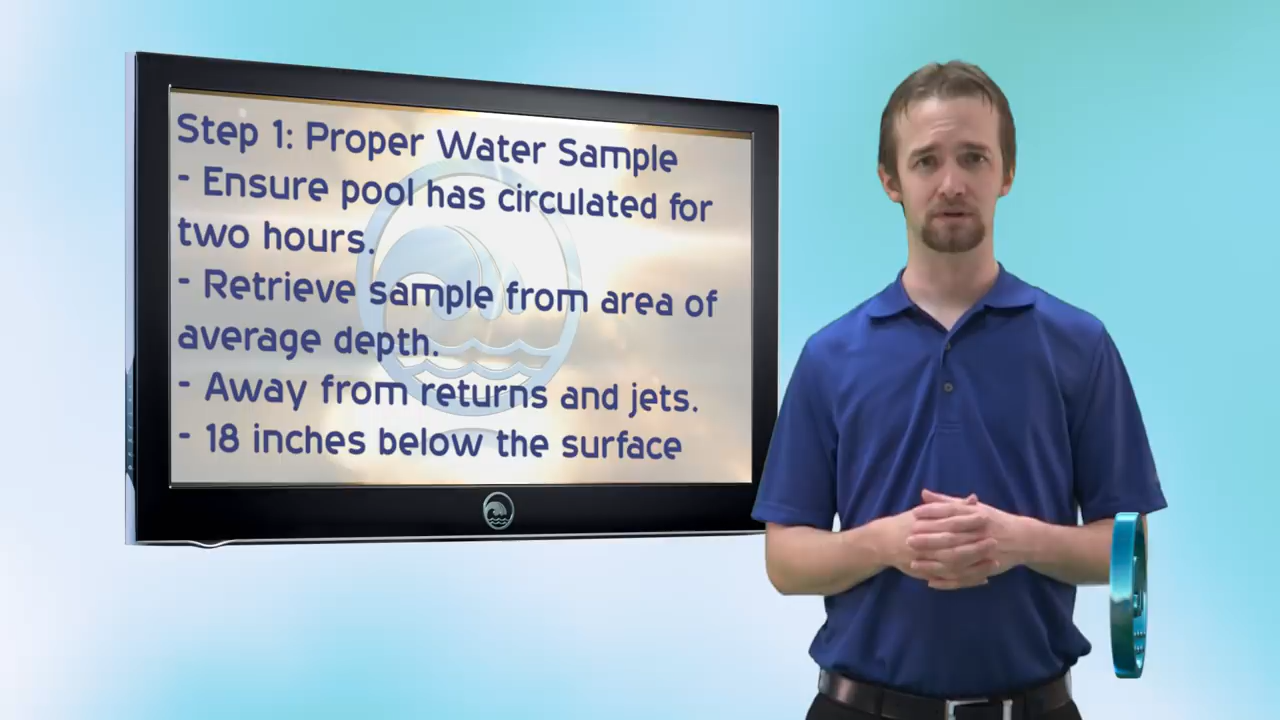 Step 1: Proper Water Sample
- Ensure pool has circulated for
two hours.
- Retrieve sample from area of
average depth.
- Away from returns and jets.
- 18 inches below the surface